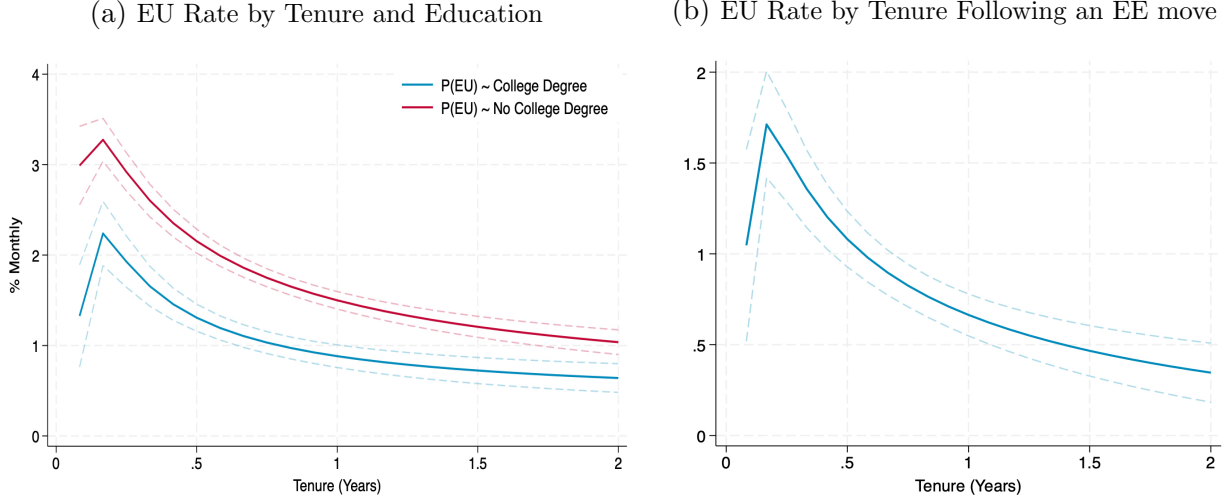 (a) EU Rate by Tenure and Education
4
3
2
1
0
% Monthly
P(EU) ~ College Degree
P(EU) ~ No College Degree
0 .5 1 1.5 2
Tenure (Years)
(b) EU Rate by Tenure Following an EE move
2
1.5
1
.5
0
0 .5 1 1.5 2
Tenure (Years)